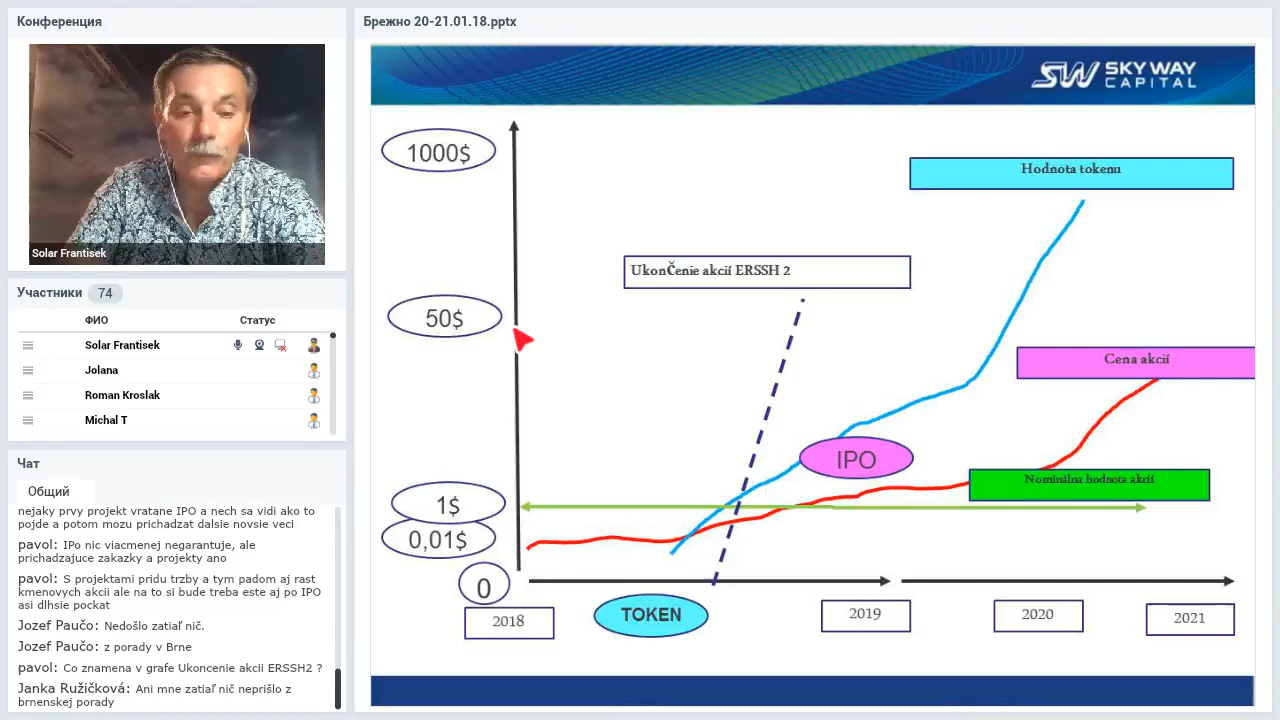 Конференция
Solar Frantisek
Участники 74
ФИО Статус
Solar Frantisek
Jolana
Roman Kroslak
Michal T
Чат
Общий
nejaky prvy projekt vratane IPO a nech sa vidi ako to
pojde a potom mozu prichadzat dalsie novsie veci
pavol: IPo nic viacmenej negarantuje, ale
prichadzajuce zakazky a projekty ano
pavol: S projektami pridu trzby a tym padom aj rast
kmenovych akcii ale na to si bude treba este aj po IPO
asi dlhsie pockat
Jozef Paučo: Nedošlo zatiaľ nič.
Jozef Paučo: z porady v Brne
pavol: Co znamena v grafe Ukoncenie akcii ERSSH2 ?
Janka Ružičková: Ani mne zatiaľ nič neprišlo z
brnenskej porady
Брежно 20-21.01.18.pptx
SW SKY WAY
CAPITAL
1000$
Hodnota tokenu
UkonČenie akcií ERSSH 2
50$
Cena akcií
IPO
Nominálna hodnota akcií
1$
0,01$
0
2018
TOKEN
2019
2020
2021